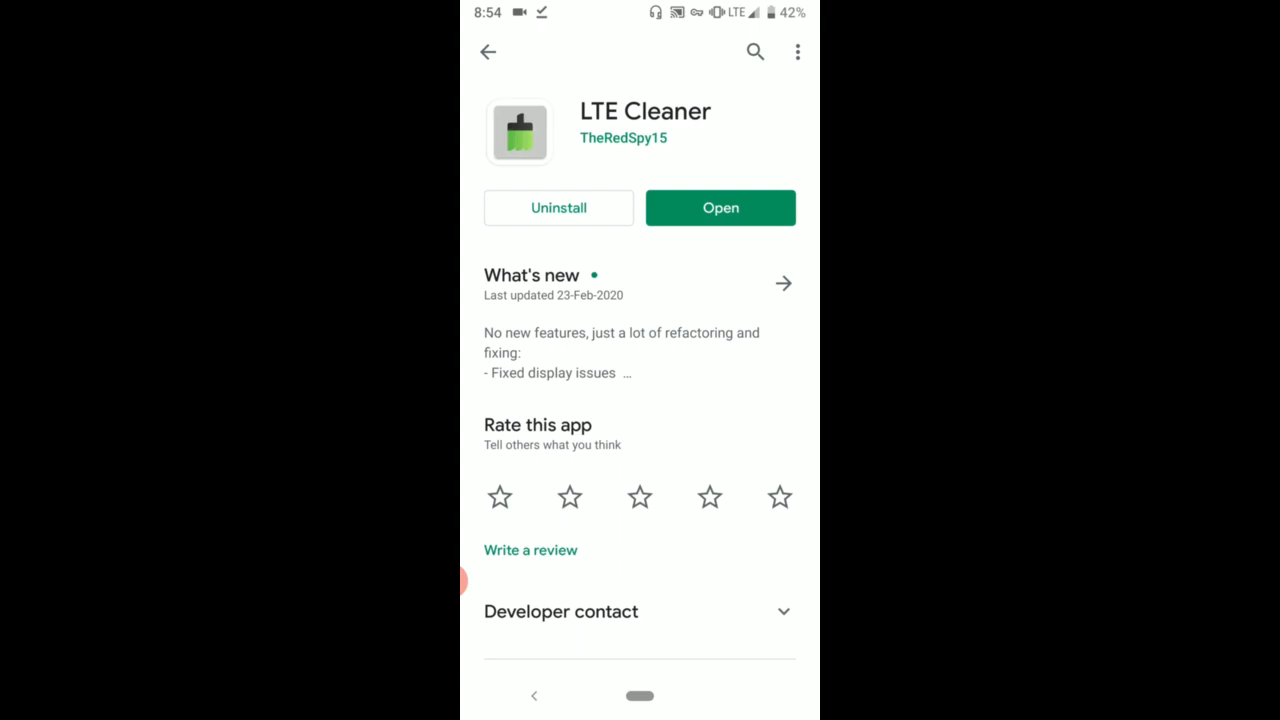 8:54 LTE 42%
LTE Cleaner
TheRedSpy15
Uninstall Open
What's new
Last updated 23-Feb-2020
No new features, just a lot of refactoring and
fixing:
- Fixed display issues …
Rate this app
Tell others what you think
Write a review
Developer contact